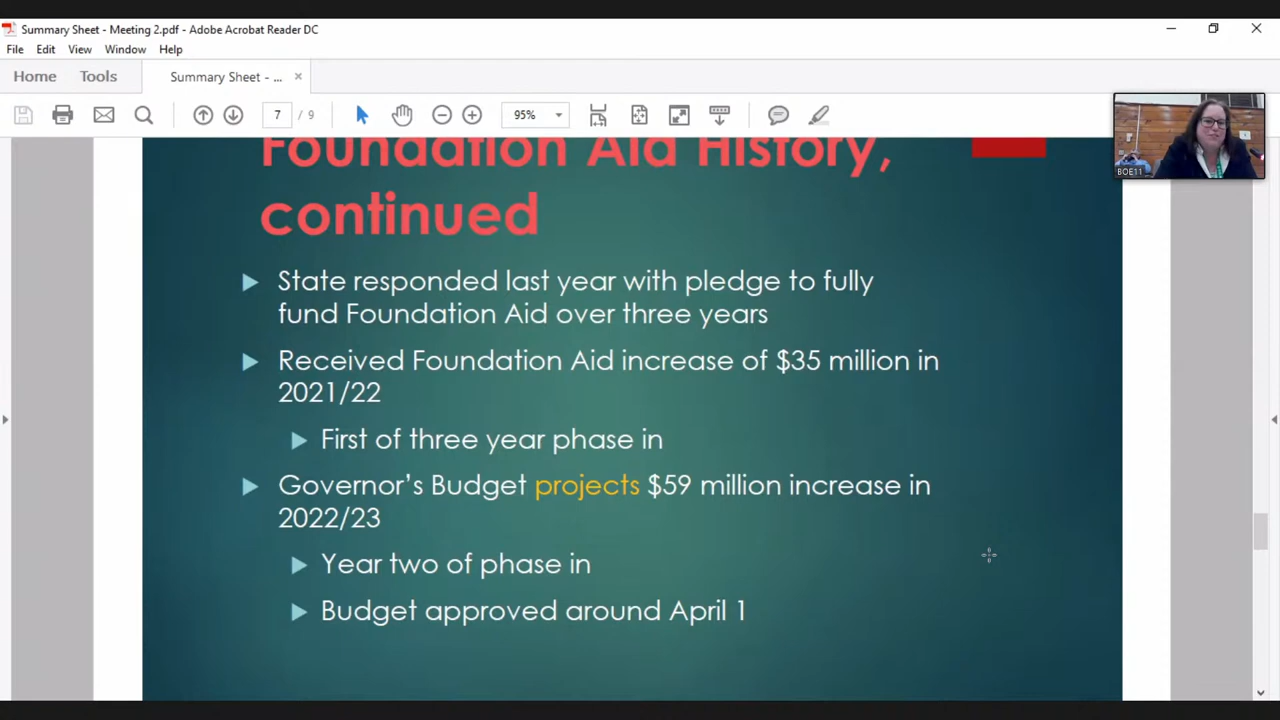 Summary Sheet - Meeting 2.pdf - Adobe Acrobat Reader DC
File Edit View Window Help
Home Tools Summary Sheet - ...
7 / 9 95%
BOE11
Foundation Aid History,
continued
State responded last year with pledge to fully
fund Foundation Aid over three years
Received Foundation Aid increase of $35 million in
2021/22
First of three year phase in
Governor's Budget projects $59 million increase in
2022/23
Year two of phase in
Budget approved around April 1